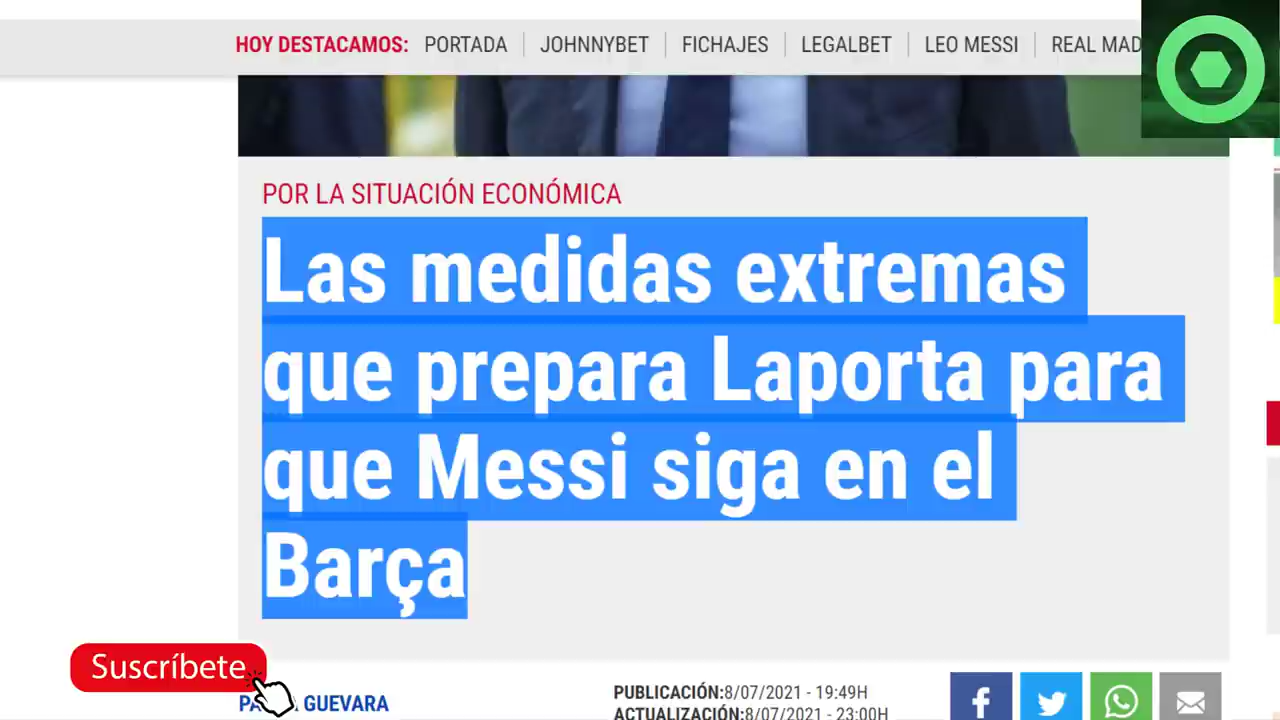 HOY DESTACAMOS: PORTADA JOHNNYBET FICHAJES LEGALBET LEO MESSI REAL MAD
POR LA SITUACIÓN ECONÓMICA
Las medidas extremas
que prepara Laporta para
que Messi siga en el
Barça
Suscríbete
GUEVARA
PUBLICACIÓN:8/07/2021 - 19:49H
ACTUALIZACIÓN:8/07/2021 - 23:00H